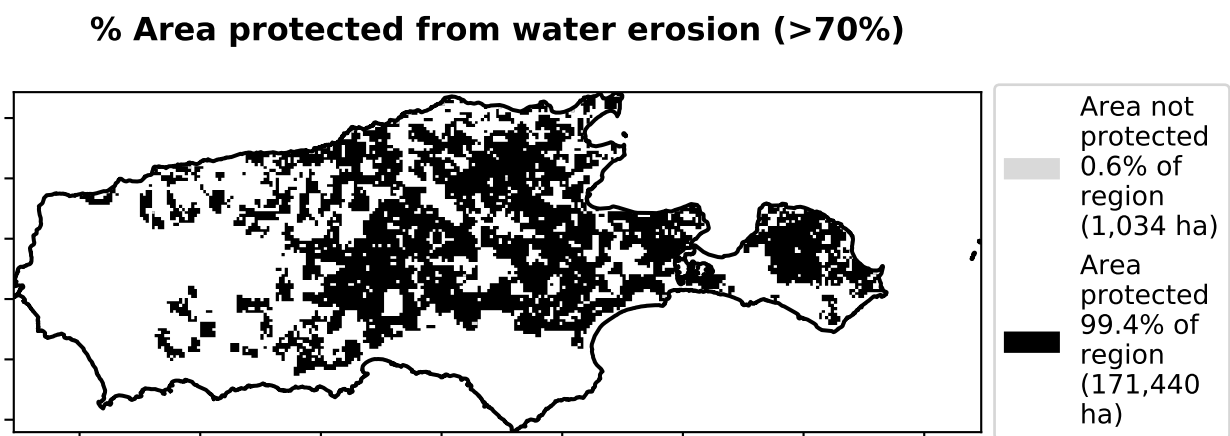 % Area protected from water erosion (>70%)
Area not
protected
0.6% of
region
(1,034 ha)
Area
protected
99.4% of
region
(171,440
ha)